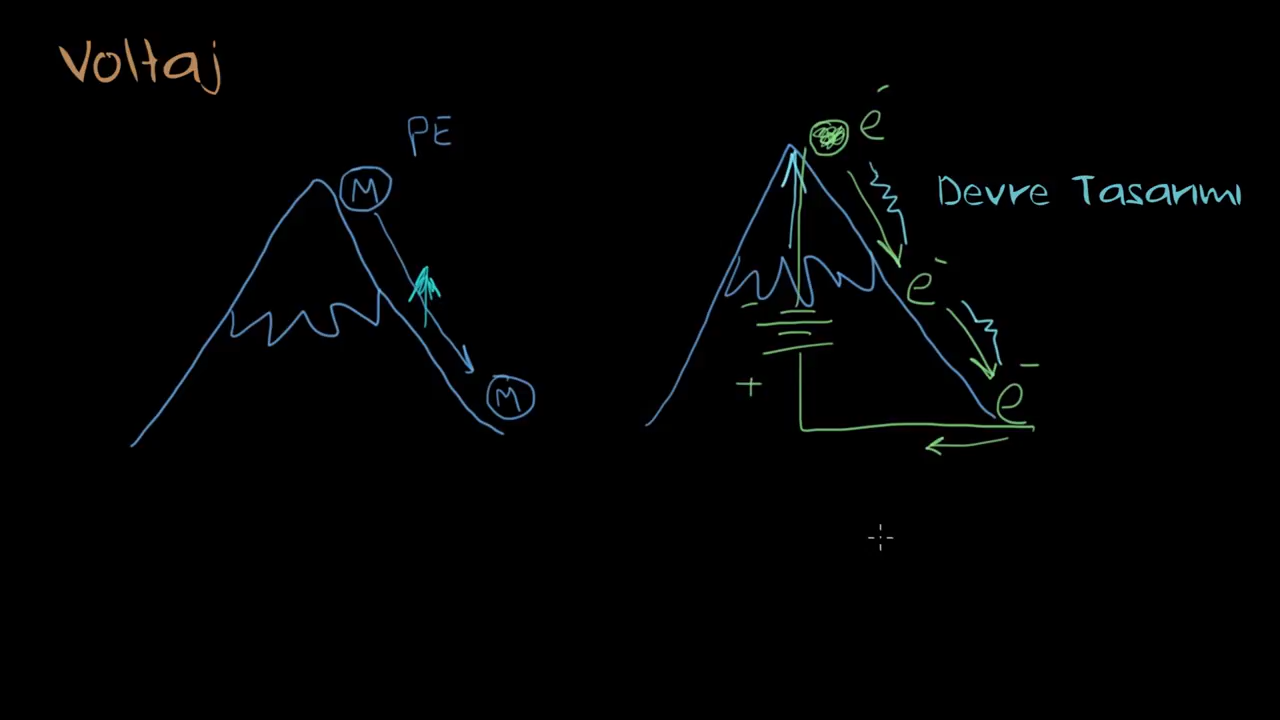 Voltaj
PE
M
M
e⁻
Devre Tasarımı
e⁻
−
+
e⁻